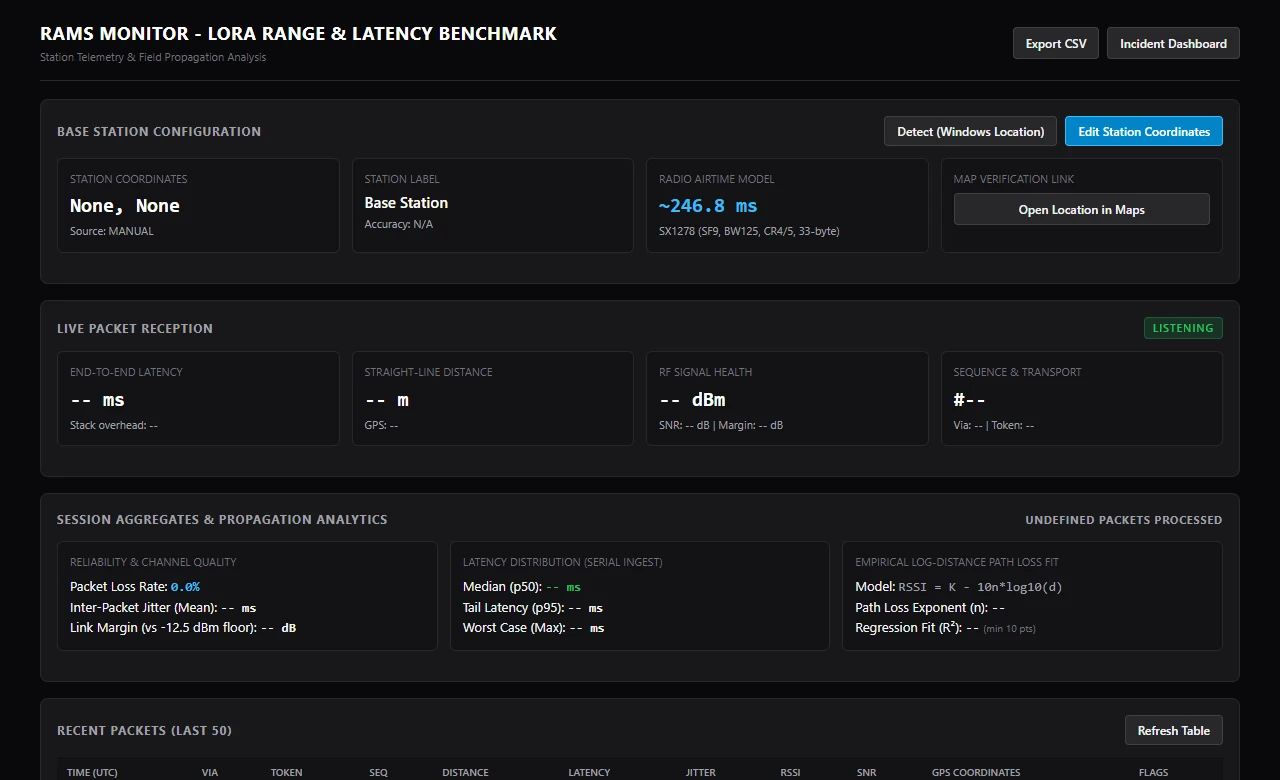 RAMS MONITOR - LORA RANGE & LATENCY BENCHMARK
Station Telemetry & Field Propagation Analysis
Export CSV
Incident Dashboard
BASE STATION CONFIGURATION
Detect (Windows Location)
Edit Station Coordinates
STATION COORDINATES
None, None
Source: MANUAL
STATION LABEL
Base Station
Accuracy: N/A
RADIO AIRTIME MODEL
~246.8 ms
SX1278 (SF9, BW125, CR4/5, 33-byte)
MAP VERIFICATION LINK
Open Location in Maps
LIVE PACKET RECEPTION
LISTENING
END-TO-END LATENCY
-- ms
Stack overhead: --
STRAIGHT-LINE DISTANCE
-- m
GPS: --
RF SIGNAL HEALTH
-- dBm
SNR: -- dB | Margin: -- dB
SEQUENCE & TRANSPORT
#--
Via: -- | Token: --
SESSION AGGREGATES & PROPAGATION ANALYTICS
UNDEFINED PACKETS PROCESSED
RELIABILITY & CHANNEL QUALITY
Packet Loss Rate: 0.0%
Inter-Packet Jitter (Mean): -- ms
Link Margin (vs -12.5 dBm floor): -- dB
LATENCY DISTRIBUTION (SERIAL INGEST)
Median (p50): -- ms
Tail Latency (p95): -- ms
Worst Case (Max): -- ms
EMPIRICAL LOG-DISTANCE PATH LOSS FIT
Model: RSSI = K - 10n*log10(d)
Path Loss Exponent (n): --
Regression Fit (R²): -- (min 10 pts)
RECENT PACKETS (LAST 50)
Refresh Table
TIME (UTC) VIA TOKEN SEQ DISTANCE LATENCY JITTER RSSI SNR GPS COORDINATES FLAGS